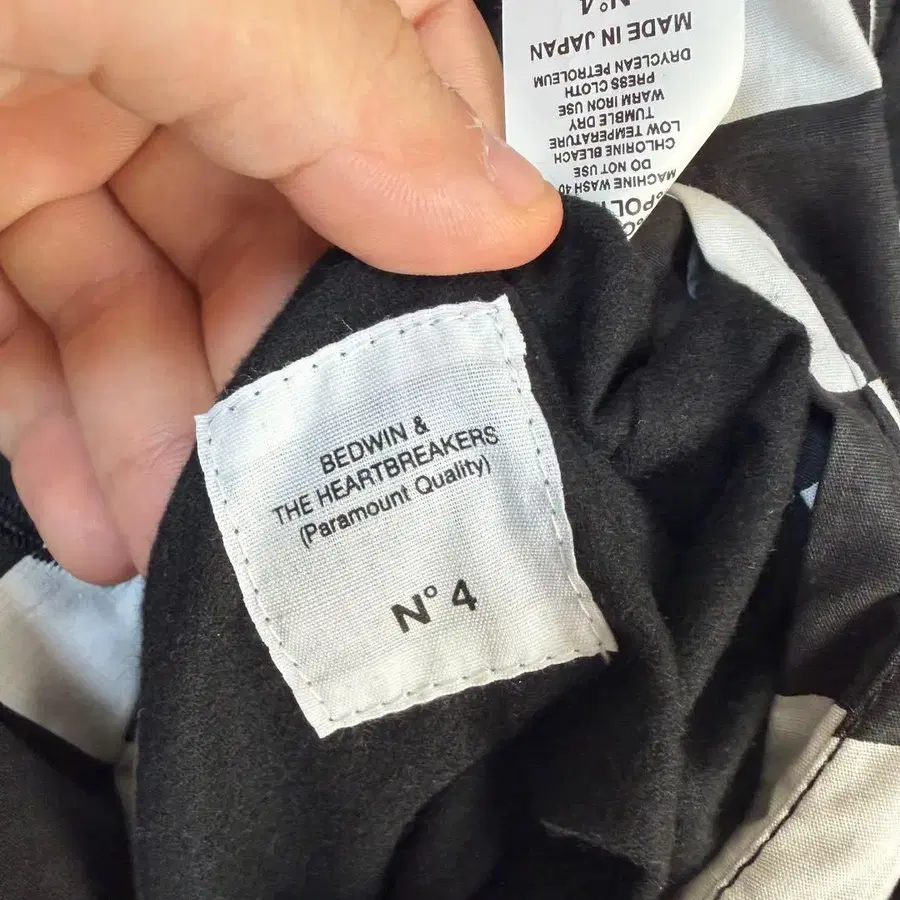 BEDWIN &
THE HEARTBREAKERS
(Paramount Quality)
N° 4
MACHINE WASH 40
DO NOT USE
CHLORINE BLEACH
LOW TEMPERATURE
TUMBLE DRY
WARM IRON USE
PRESS CLOTH
DRYCLEAN PETROLEUM
MADE IN JAPAN
N° 4